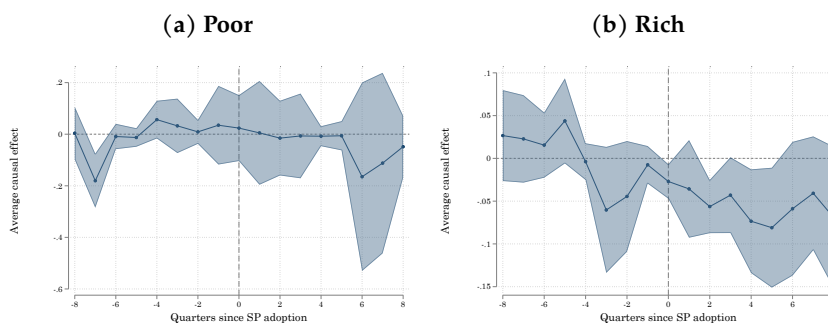 (a) Poor
(b) Rich
Average causal effect
.2
0
-.2
-.4
-.6
-8 -6 -4 -2 0 2 4 6 8
Quarters since SP adoption
Average causal effect
.1
.05
0
-.05
-.1
-.15
-8 -6 -4 -2 0 2 4 6
Quarters since SP adoption